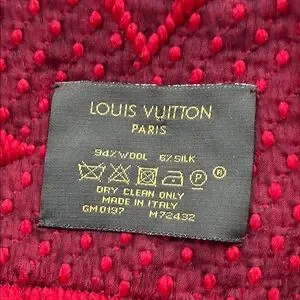 LOUIS VUITTON
PARIS
94% WOOL 6% SILK
P ®
DRY CLEAN ONLY
MADE IN ITALY
GM0197 M72432